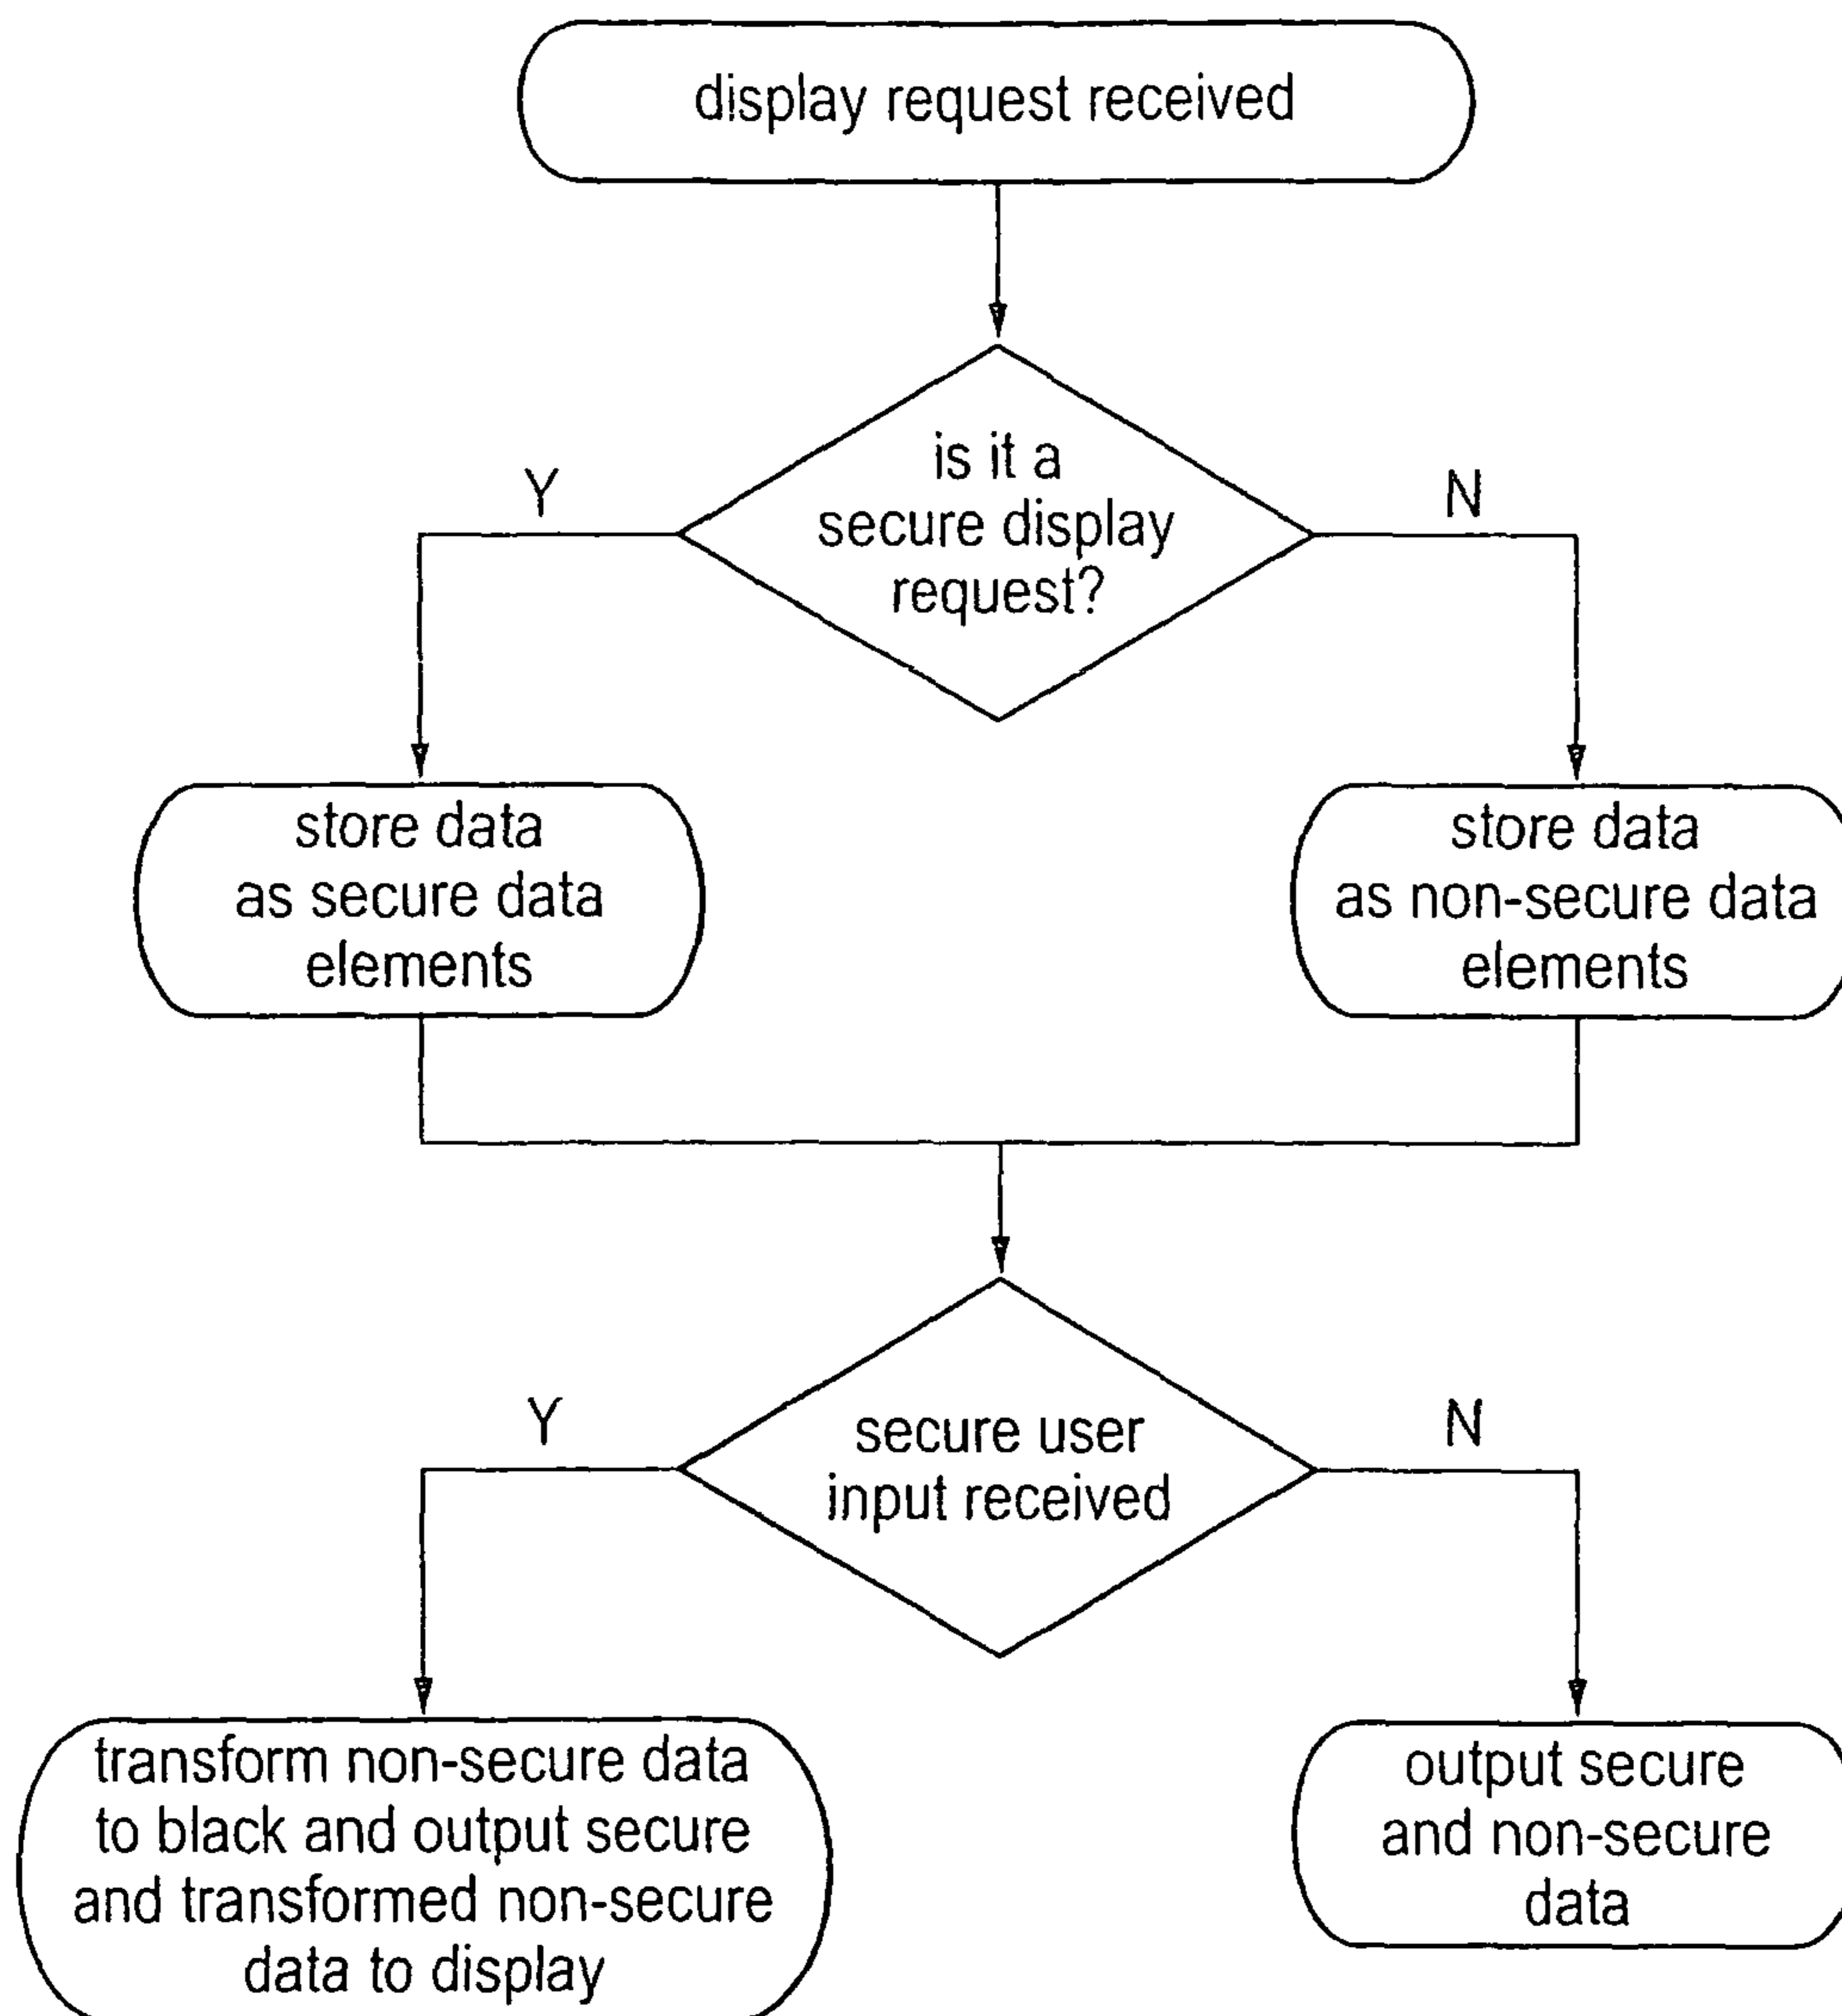 display request received
is it a
secure display
request?
Y
N
store data
as secure data
elements
store data
as non-secure data
elements
secure user
input received
Y
N
transform non-secure data
to black and output secure
and transformed non-secure
data to display
output secure
and non-secure
data